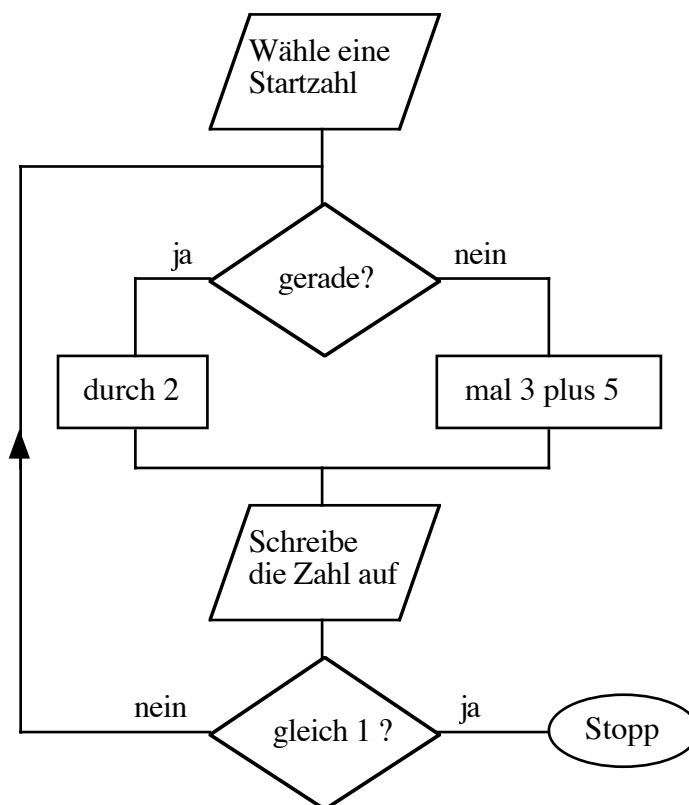 Wähle eine
Startzahl
ja
nein
gerade?
durch 2
mal 3 plus 5
Schreibe
die Zahl auf
nein
ja
gleich 1 ?
Stopp